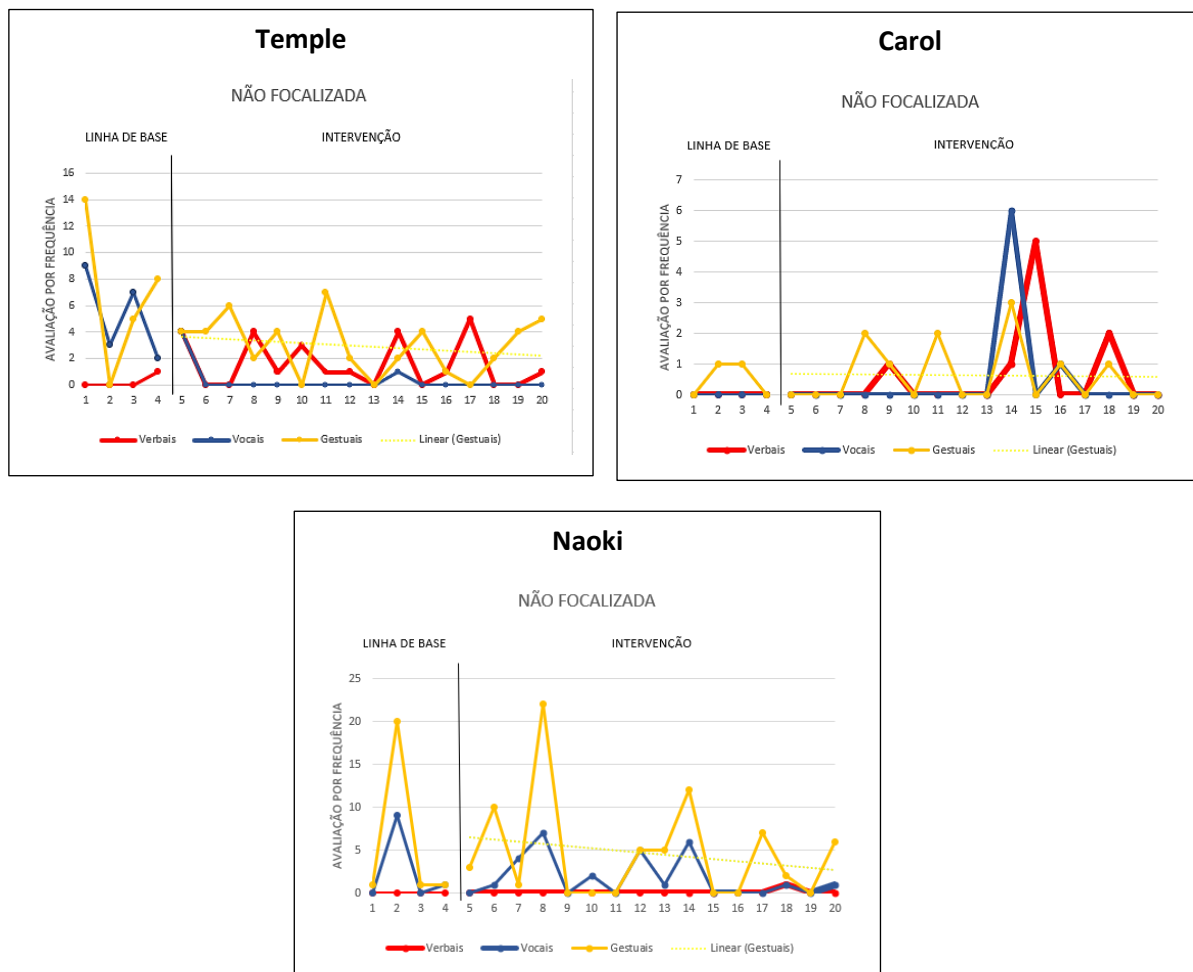 Temple
NÃO FOCALIZADA
LINHA DE BASE INTERVENÇÃO
AVALIAÇÃO POR FREQUÊNCIA
16
14
12
10
8
6
4
2
0
1 2 3 4 5 6 7 8 9 10 11 12 13 14 15 16 17 18 19 20
Verbais Vocais Gestuais Linear (Gestuais)
Carol
NÃO FOCALIZADA
LINHA DE BASE INTERVENÇÃO
AVALIAÇÃO POR FREQUÊNCIA
7
6
5
4
3
2
1
0
1 2 3 4 5 6 7 8 9 10 11 12 13 14 15 16 17 18 19 20
Verbais Vocais Gestuais Linear (Gestuais)
Naoki
NÃO FOCALIZADA
LINHA DE BASE INTERVENÇÃO
AVALIAÇÃO POR FREQUÊNCIA
25
20
15
10
5
0
1 2 3 4 5 6 7 8 9 10 11 12 13 14 15 16 17 18 19 20
Verbais Vocais Gestuais Linear (Gestuais)